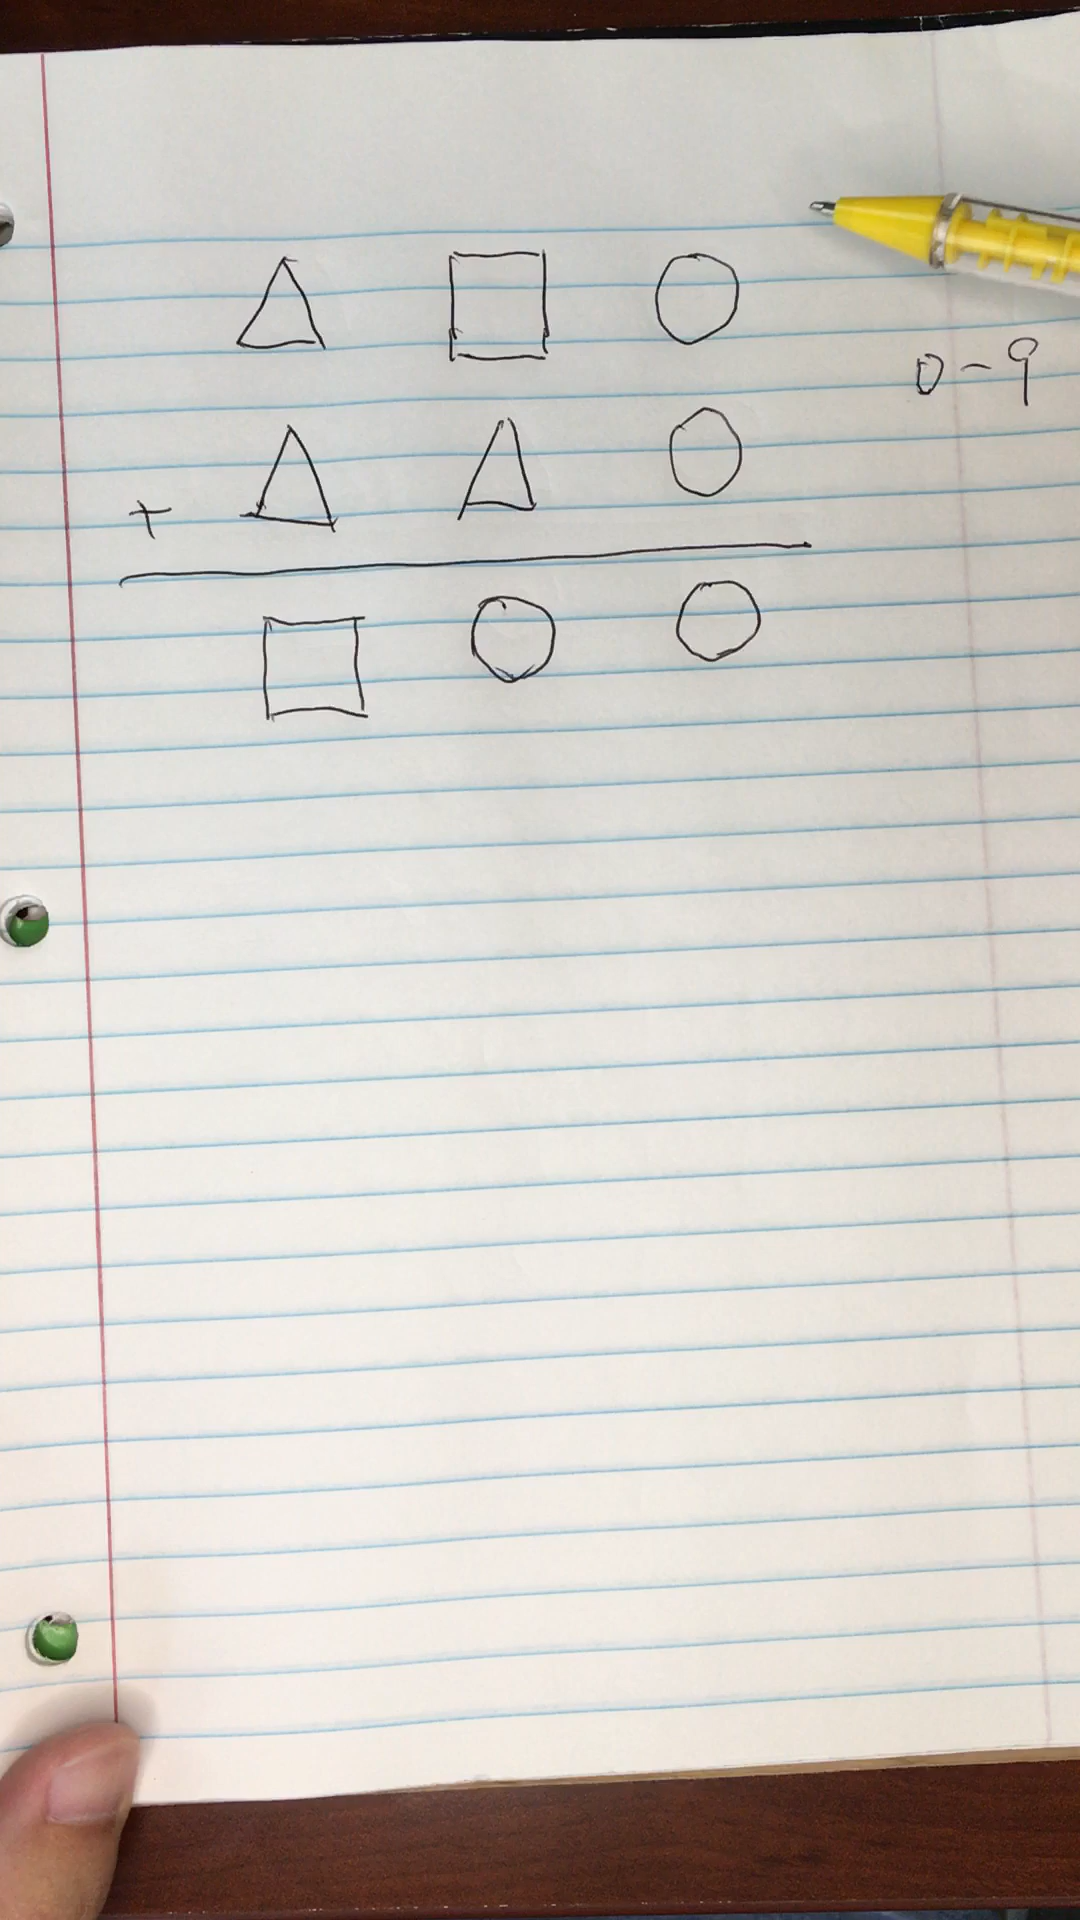 △ □ ○
0-9
+ △ △ ○
□ ○ ○